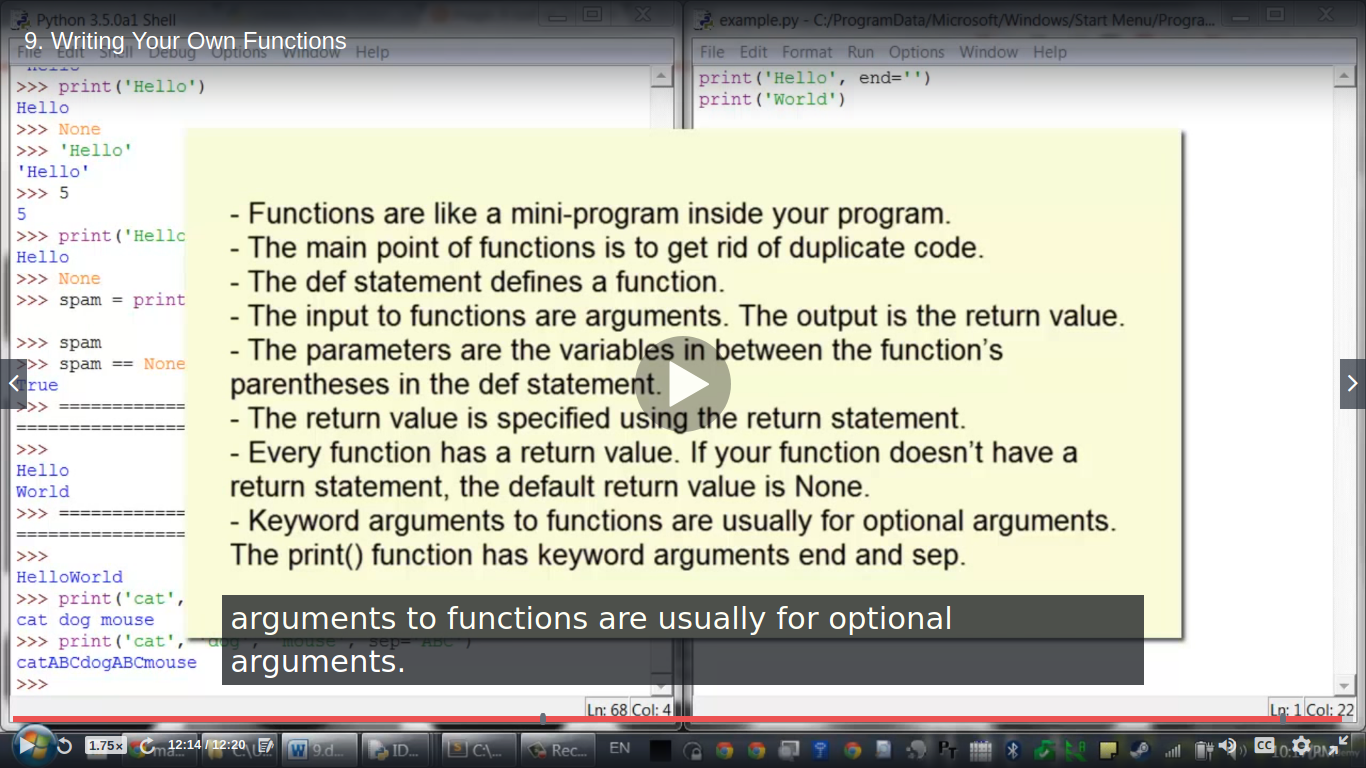 Python 3.5.0a1 Shell
9. Writing Your Own Functions
File Edit Shell Debug Options Window Help
'Hello'
>>> print('Hello')
Hello
>>> None
>>> 'Hello'
'Hello'
>>> 5
5
>>> print('Hello
Hello
>>> None
>>> spam = print
>>> spam
>>> spam == None
True
>>> ============
============
>>>
Hello
World
>>> ============
============
>>>
HelloWorld
>>> print('cat', 
cat dog mouse
>>> print('cat', 'dog', 'mouse', sep='ABC')
catABCdogABCmouse
>>>
Ln: 68 Col: 4
example.py - C:/ProgramData/Microsoft/Windows/Start Menu/Progra...
File Edit Format Run Options Window Help
print('Hello', end='')
print('World')
Ln: 1 Col: 22
- Functions are like a mini-program inside your program.
- The main point of functions is to get rid of duplicate code.
- The def statement defines a function.
- The input to functions are arguments. The output is the return value.
- The parameters are the variables in between the function's
parentheses in the def statement.
- The return value is specified using the return statement.
- Every function has a return value. If your function doesn't have a
return statement, the default return value is None.
- Keyword arguments to functions are usually for optional arguments.
The print() function has keyword arguments end and sep.
arguments to functions are usually for optional
arguments.
1.75x 12:14 / 12:20 9.d... ID... C:\... Rec... EN CC